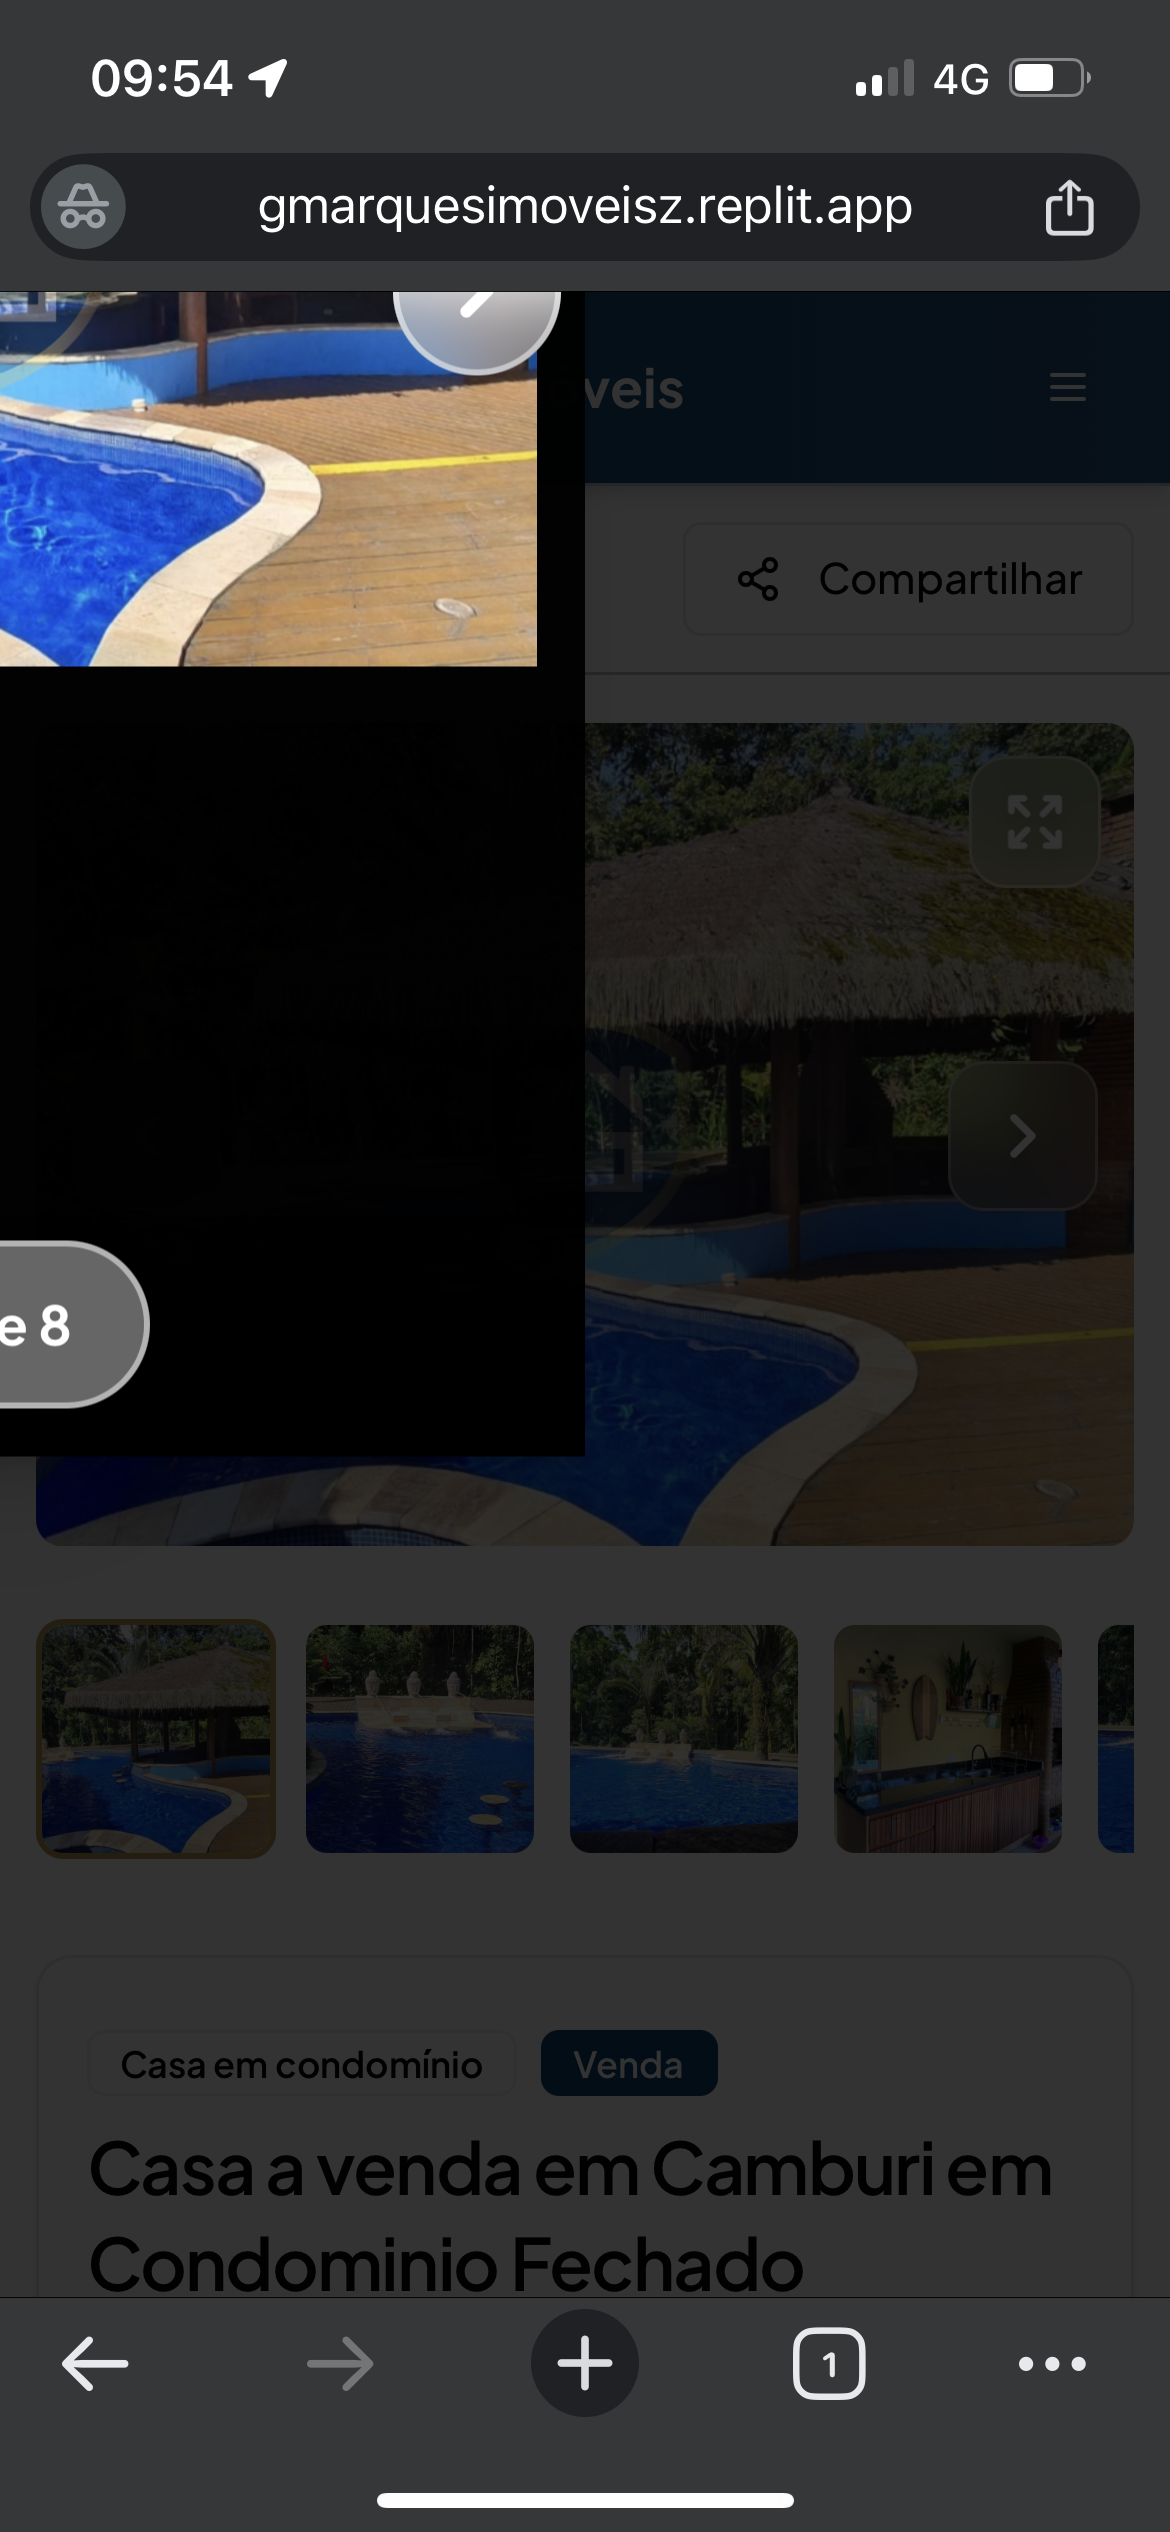 09:54
4G
gmarquesimoveisz.replit.app
veis
Compartilhar
e 8
Casa em condomínio
Venda
Casa a venda em Camburi em
Condominio Fechado
1